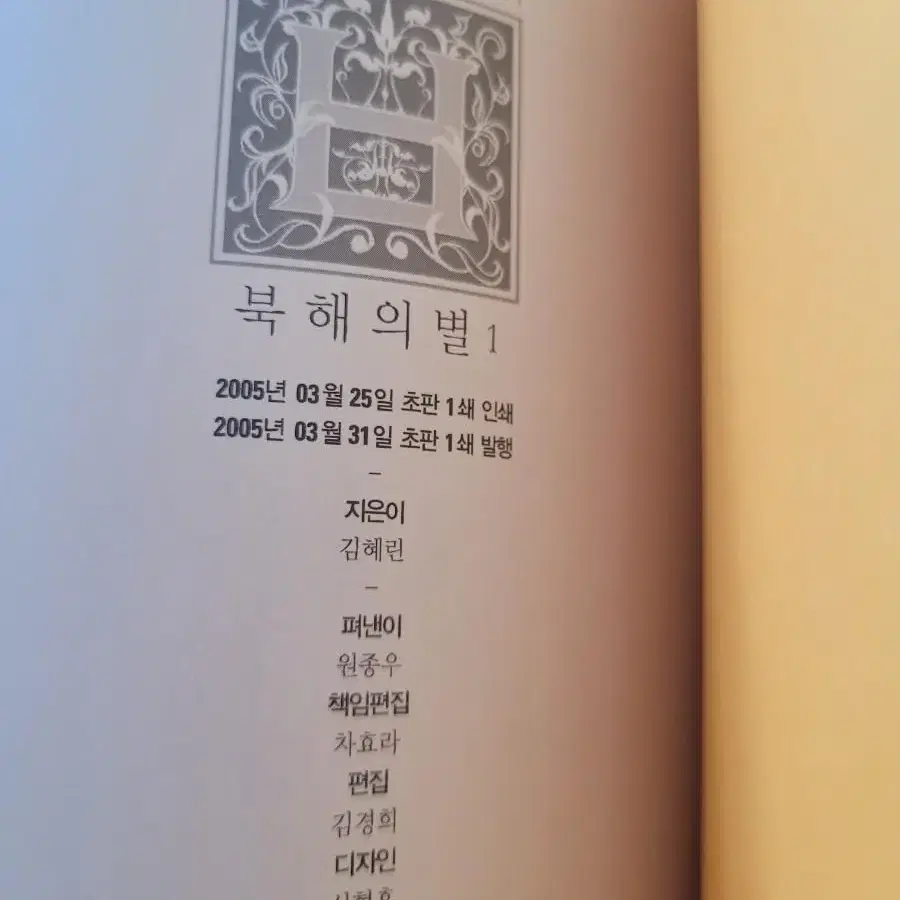 H
북해의별 1
2005년 03월 25일 초판 1쇄 인쇄
2005년 03월 31일 초판 1쇄 발행
–
지은이
김혜린
–
펴낸이
원종우
책임편집
차효라
편집
김경희
디자인